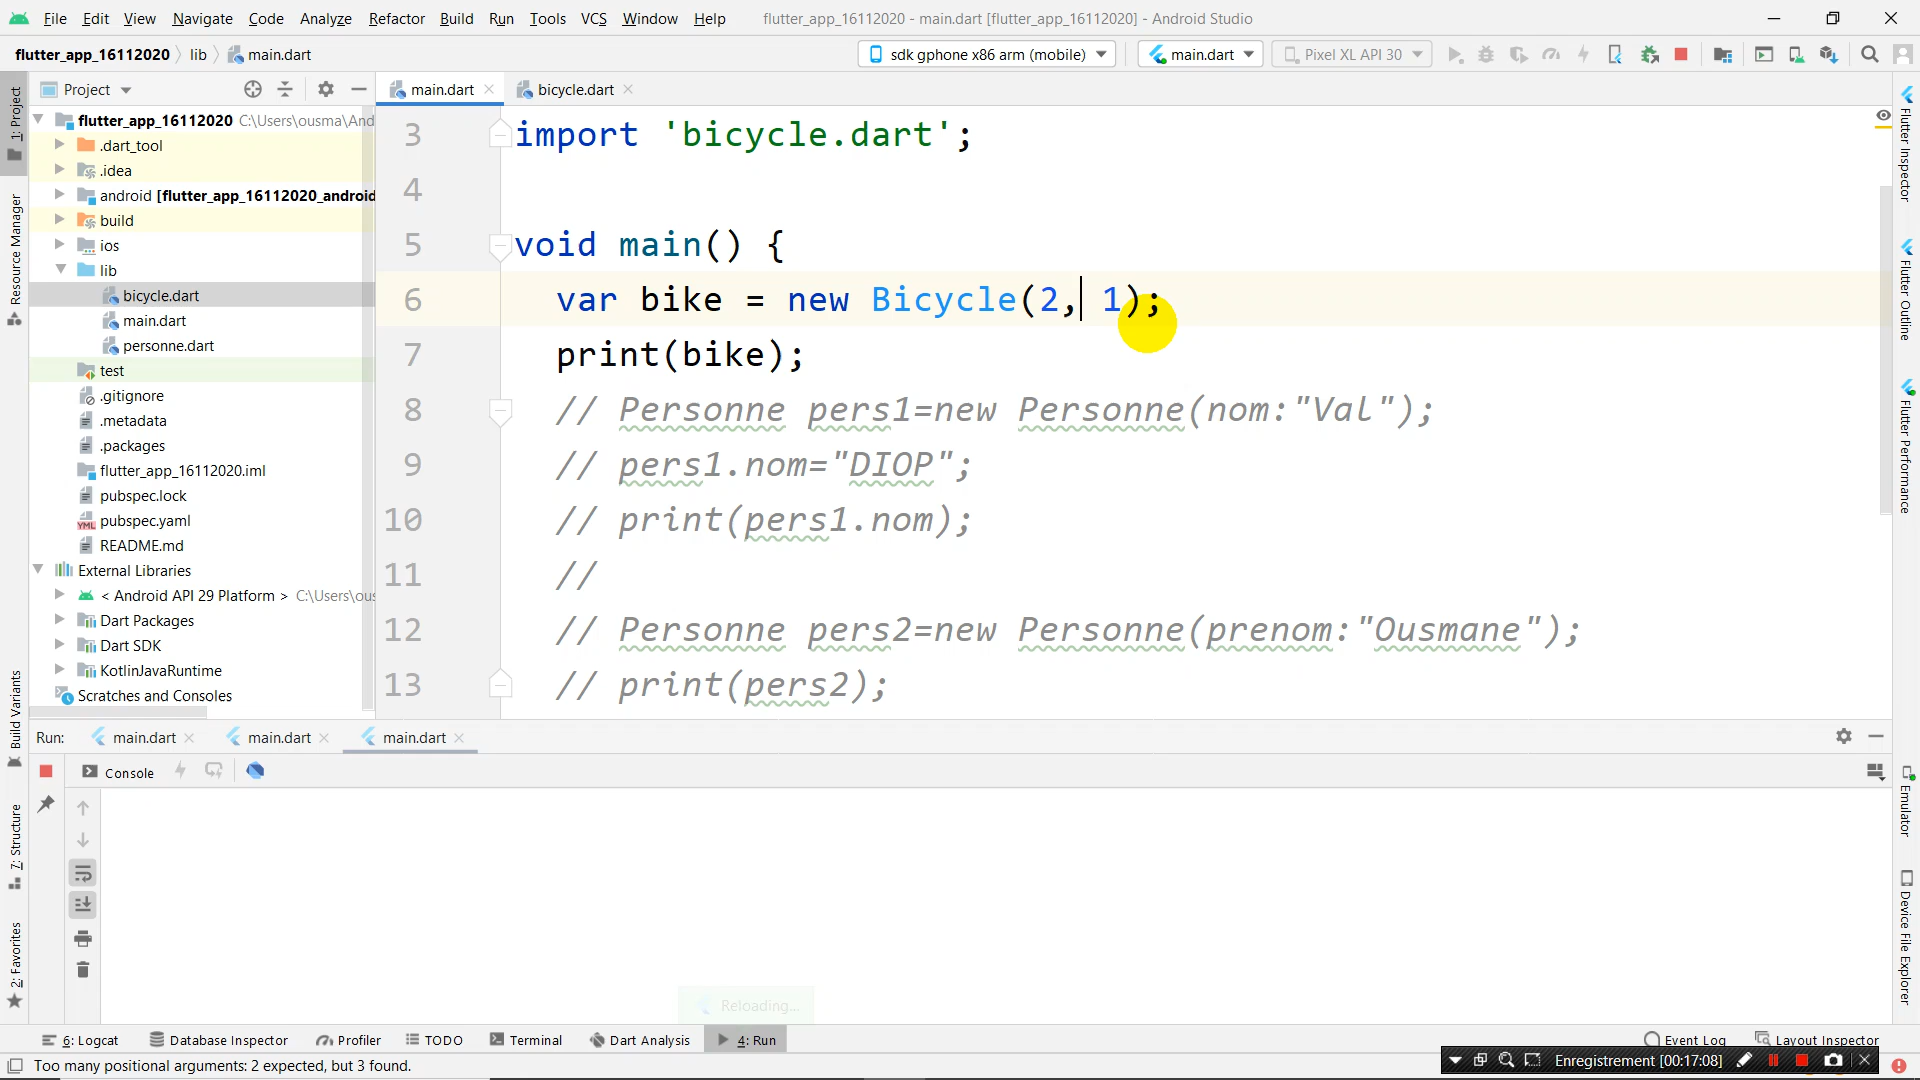 File Edit View Navigate Code Analyze Refactor Build Run Tools VCS Window Help flutter_app_16112020 - main.dart [flutter_app_16112020] - Android Studio
flutter_app_16112020 lib main.dart sdk gphone x86 arm (mobile) main.dart Pixel XL API 30
Project main.dart bicycle.dart
1: Project
Resource Manager
Build Variants
7: Structure
2: Favorites
flutter_app_16112020 C:\Users\ousma\And
.dart_tool
.idea
android [flutter_app_16112020_android
build
ios
lib
bicycle.dart
main.dart
personne.dart
test
.gitignore
.metadata
.packages
flutter_app_16112020.iml
pubspec.lock
pubspec.yaml
README.md
External Libraries
< Android API 29 Platform > C:\Users\ous
Dart Packages
Dart SDK
KotlinJavaRuntime
Scratches and Consoles
3 import 'bicycle.dart';
4
5 void main() {
6 var bike = new Bicycle(2, 1);
7 print(bike);
8 // Personne pers1=new Personne(nom:"Val");
9 // pers1.nom="DIOP";
10 // print(pers1.nom);
11 //
12 // Personne pers2=new Personne(prenom:"Ousmane");
13 // print(pers2);
Flutter Inspector
Flutter Outline
Flutter Performance
Emulator
Device File Explorer
Run: main.dart main.dart main.dart
Console
Reloading...
6: Logcat Database Inspector Profiler TODO Terminal Dart Analysis 4: Run Event Log Layout Inspector
Too many positional arguments: 2 expected, but 3 found.
Enregistrement [00:17:08]